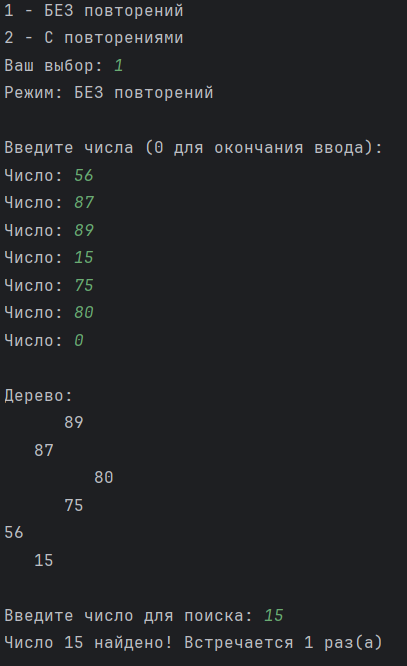 1 - БЕЗ повторений
2 - С повторениями
Ваш выбор: 1
Режим: БЕЗ повторений

Введите числа (0 для окончания ввода):
Число: 56
Число: 87
Число: 89
Число: 15
Число: 75
Число: 80
Число: 0

Дерево:
      89
   87
         80
      75
56
   15

Введите число для поиска: 15
Число 15 найдено! Встречается 1 раз(а)